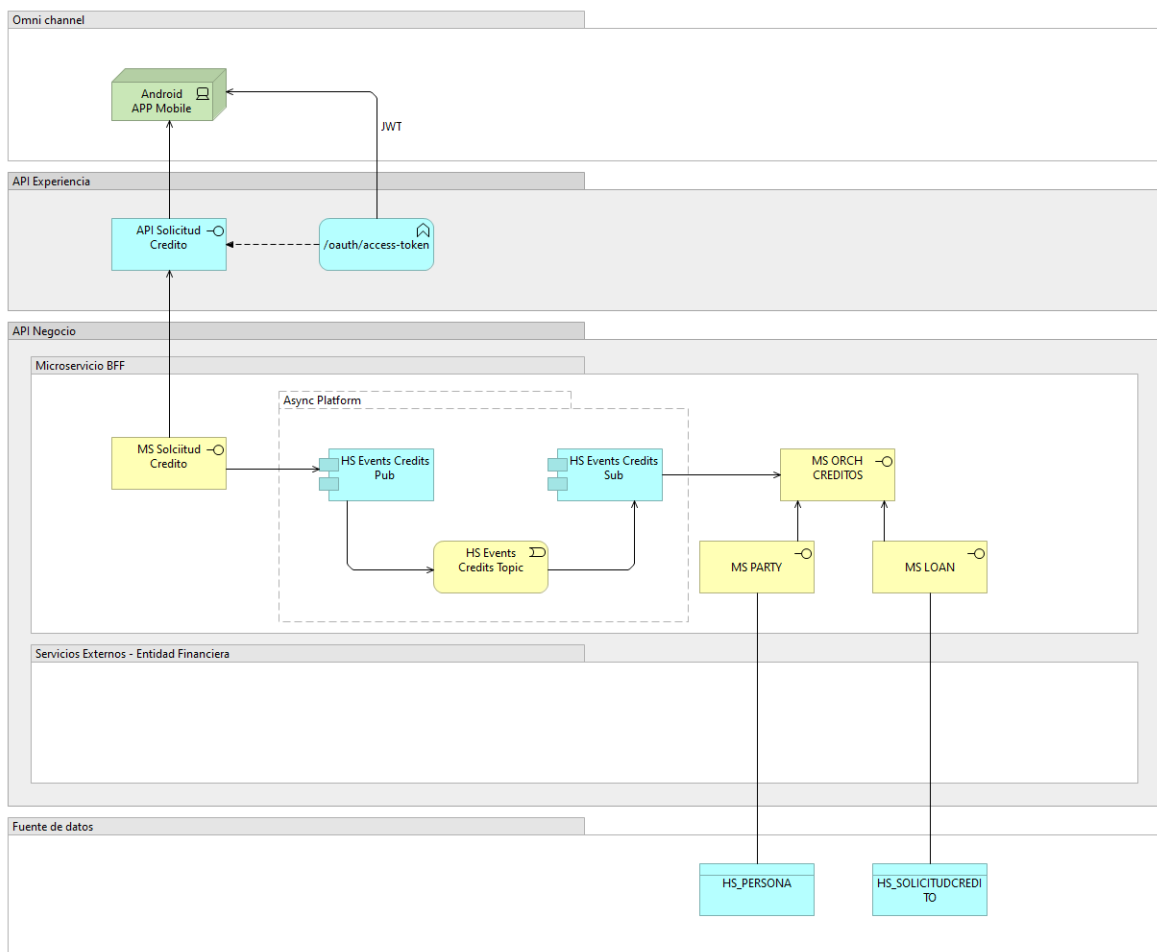 Omni channel
Android
APP Mobile
JWT
API Experiencia
API Solicitud
Credito
/oauth/access-token
API Negocio
Microservicio BFF
Async Platform
MS Solciitud
Credito
HS Events Credits
Pub
HS Events Credits
Sub
MS ORCH
CREDITOS
HS Events
Credits Topic
MS PARTY
MS LOAN
Servicios Externos - Entidad Financiera
Fuente de datos
HS_PERSONA
HS_SOLICITUDCREDI
TO